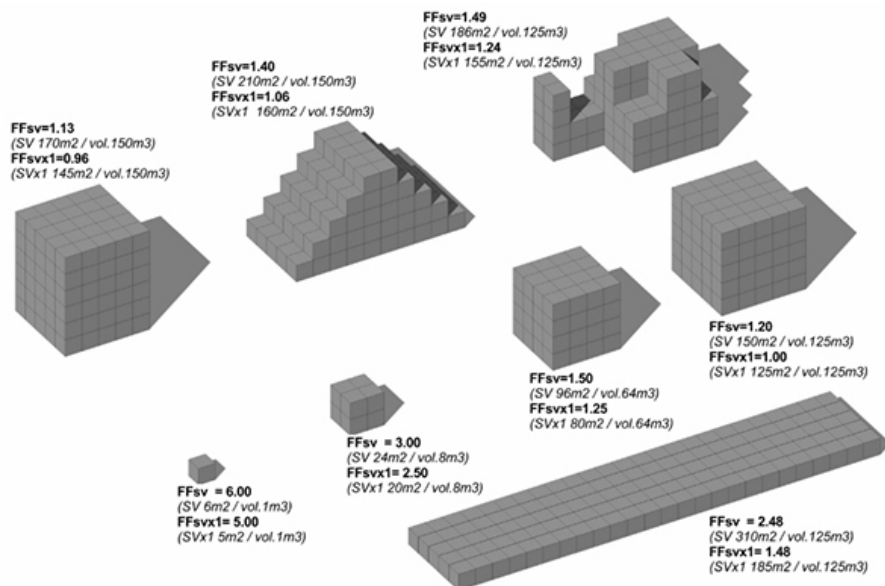 FFsv=1.49
(SV 186m2 / vol.125m3)
FFsvx1=1.24
(SVx1 155m2 / vol.125m3)
FFsv=1.40
(SV 210m2 / vol.150m3)
FFsvx1=1.06
(SVx1 160m2 / vol.150m3)
FFsv=1.13
(SV 170m2 / vol.150m3)
FFsvx1=0.96
(SVx1 145m2 / vol.150m3)
FFsv=1.20
(SV 150m2 / vol.125m3)
FFsvx1=1.00
(SVx1 125m2 / vol.125m3)
FFsv=1.50
(SV 96m2 / vol.64m3)
FFsvx1=1.25
(SVx1 80m2 / vol.64m3)
FFsv = 3.00
(SV 24m2 / vol.8m3)
FFsvx1= 2.50
(SVx1 20m2 / vol.8m3)
FFsv = 6.00
(SV 6m2 / vol.1m3)
FFsvx1= 5.00
(SVx1 5m2 / vol.1m3)
FFsv = 2.48
(SV 310m2 / vol.125m3)
FFsvx1= 1.48
(SVx1 185m2 / vol.125m3)